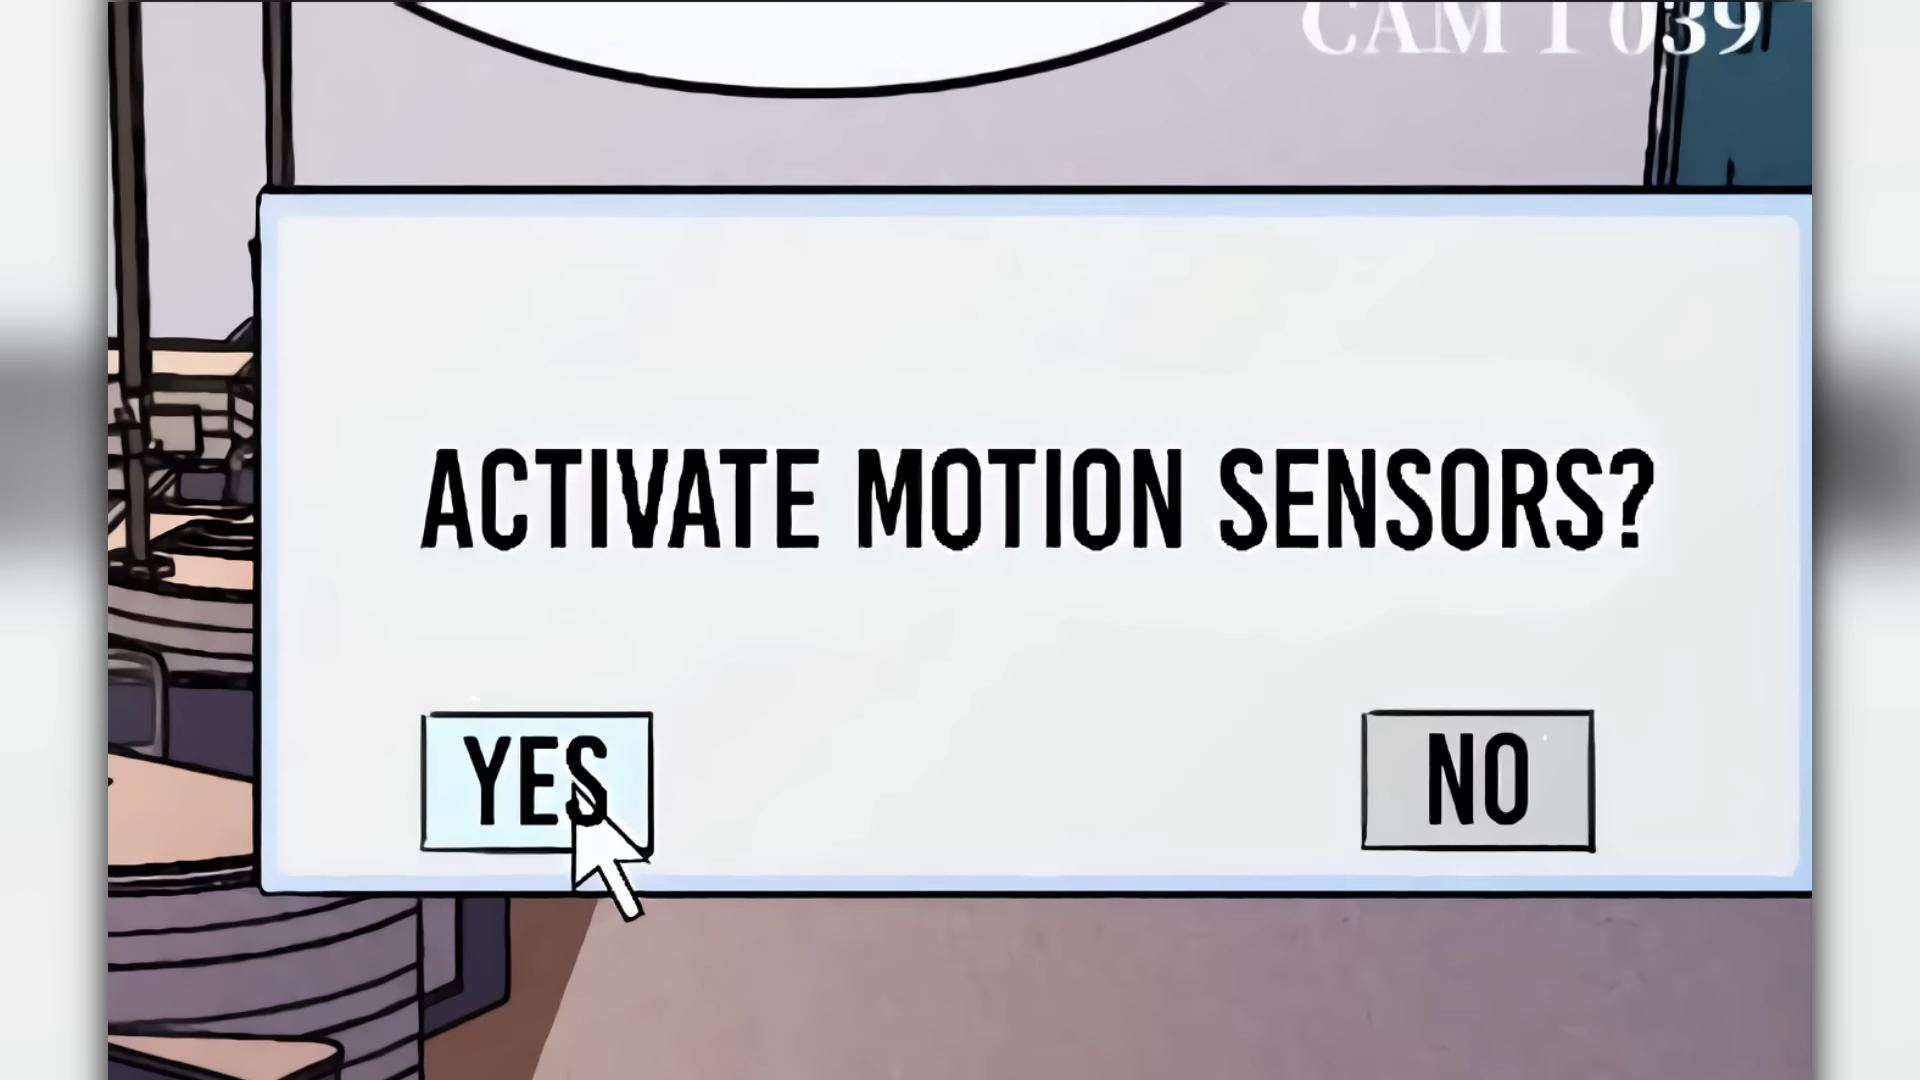 CAM 1 039
ACTIVATE MOTION SENSORS?
YES
NO